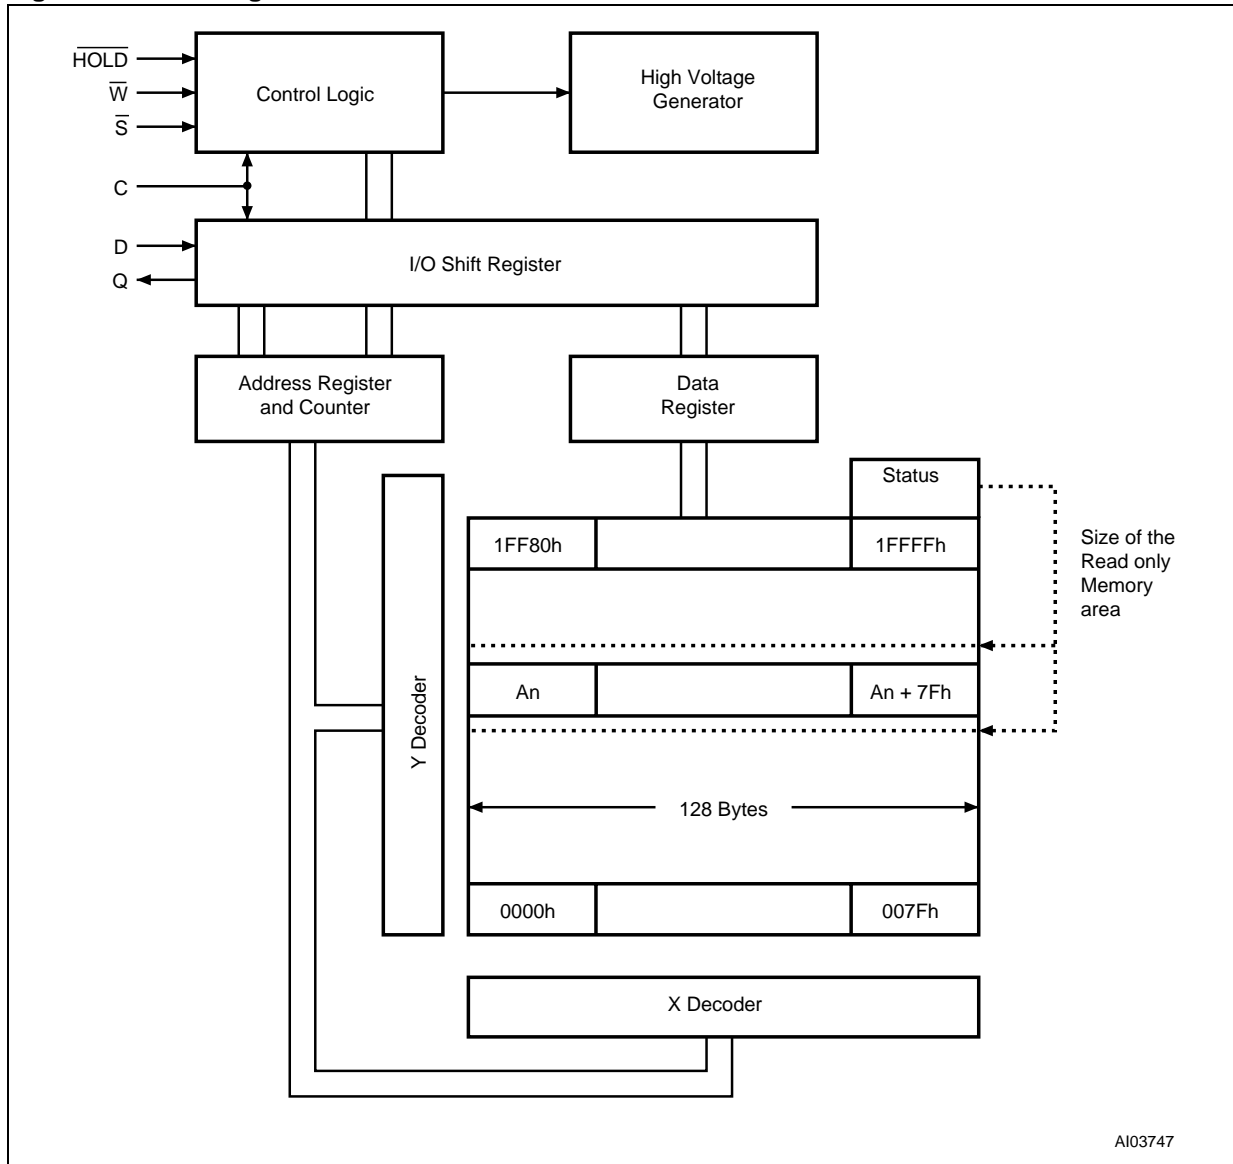 HOLD
W
S
C
D
Q
Control Logic
High Voltage
Generator
I/O Shift Register
Address Register
and Counter
Data
Register
Status
Size of the
Read only
Memory
area
Y Decoder
1FF80h
1FFFFh
An
An + 7Fh
128 Bytes
0000h
007Fh
X Decoder
AI03747